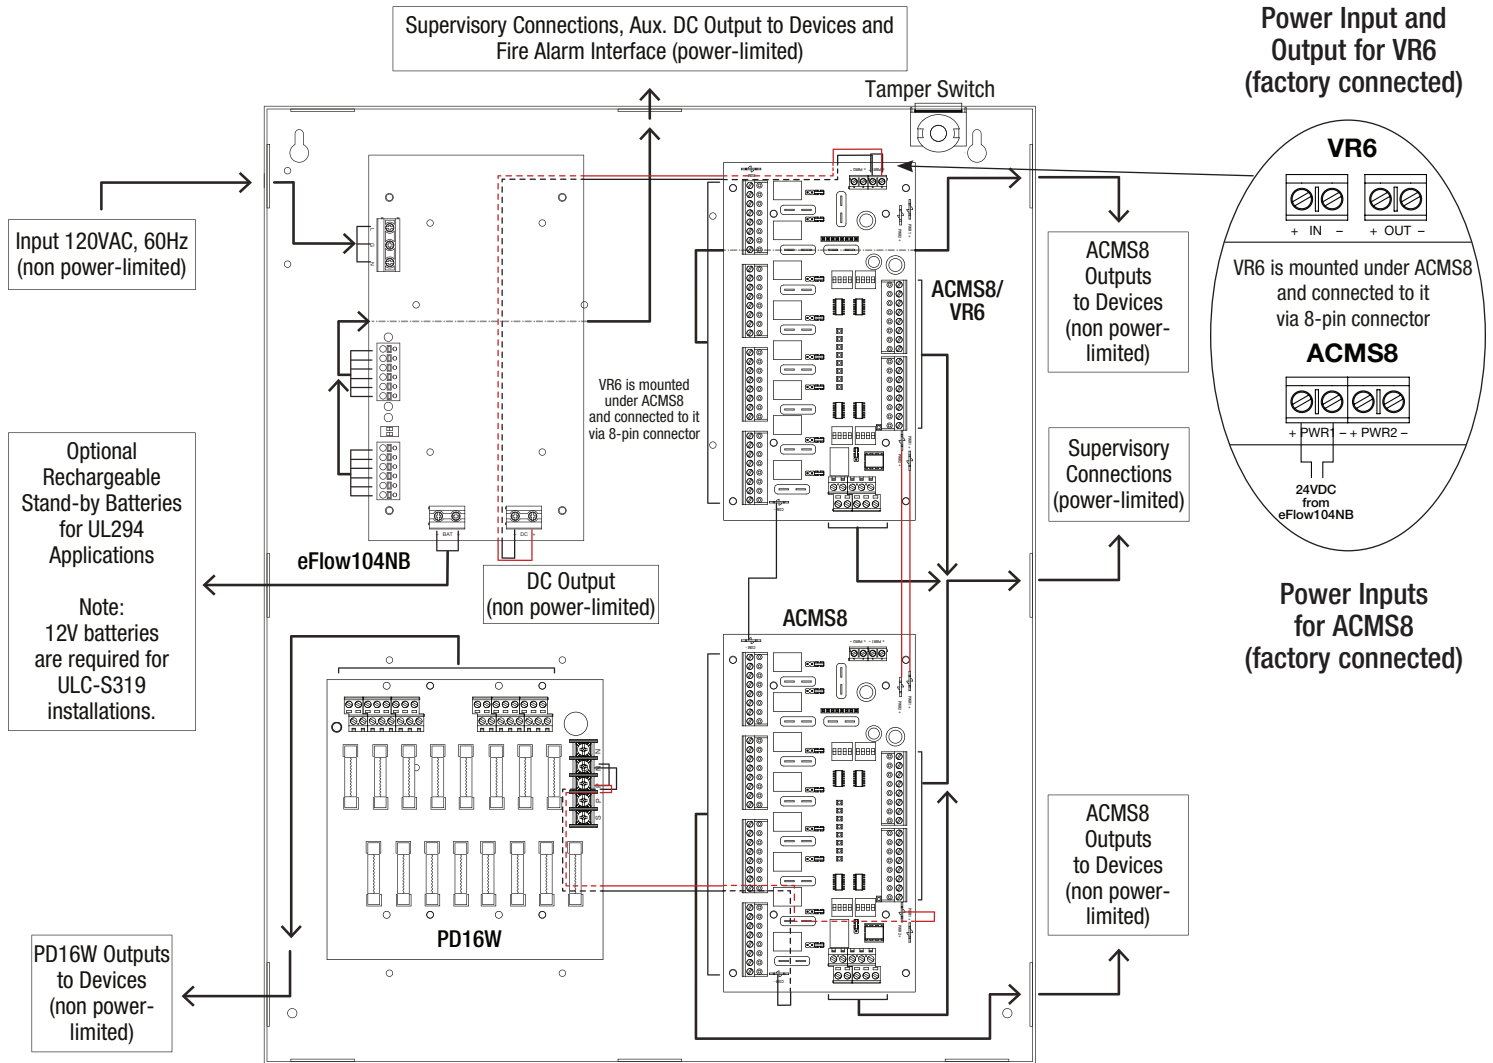 Supervisory Connections, Aux. DC Output to Devices and
Fire Alarm Interface (power-limited)
Tamper Switch
Power Input and
Output for VR6
(factory connected)
VR6
+ IN – + OUT –
VR6 is mounted under ACMS8
and connected to it
via 8-pin connector
ACMS8
+ PWR1 – + PWR2 –
24VDC
from
eFlow104NB
Power Inputs
for ACMS8
(factory connected)
Input 120VAC, 60Hz
(non power-limited)
ACMS8
Outputs
to Devices
(non power-
limited)
ACMS8/
VR6
VR6 is mounted
under ACMS8
and connected to it
via 8-pin connector
Optional
Rechargeable
Stand-by Batteries
for UL294
Applications
Note:
12V batteries
are required for
ULC-S319
installations.
Supervisory
Connections
(power-limited)
- BAT +
- DC +
eFlow104NB
DC Output
(non power-limited)
ACMS8
N
P
S
PD16W
ACMS8
Outputs
to Devices
(non power-
limited)
PD16W Outputs
to Devices
(non power-
limited)